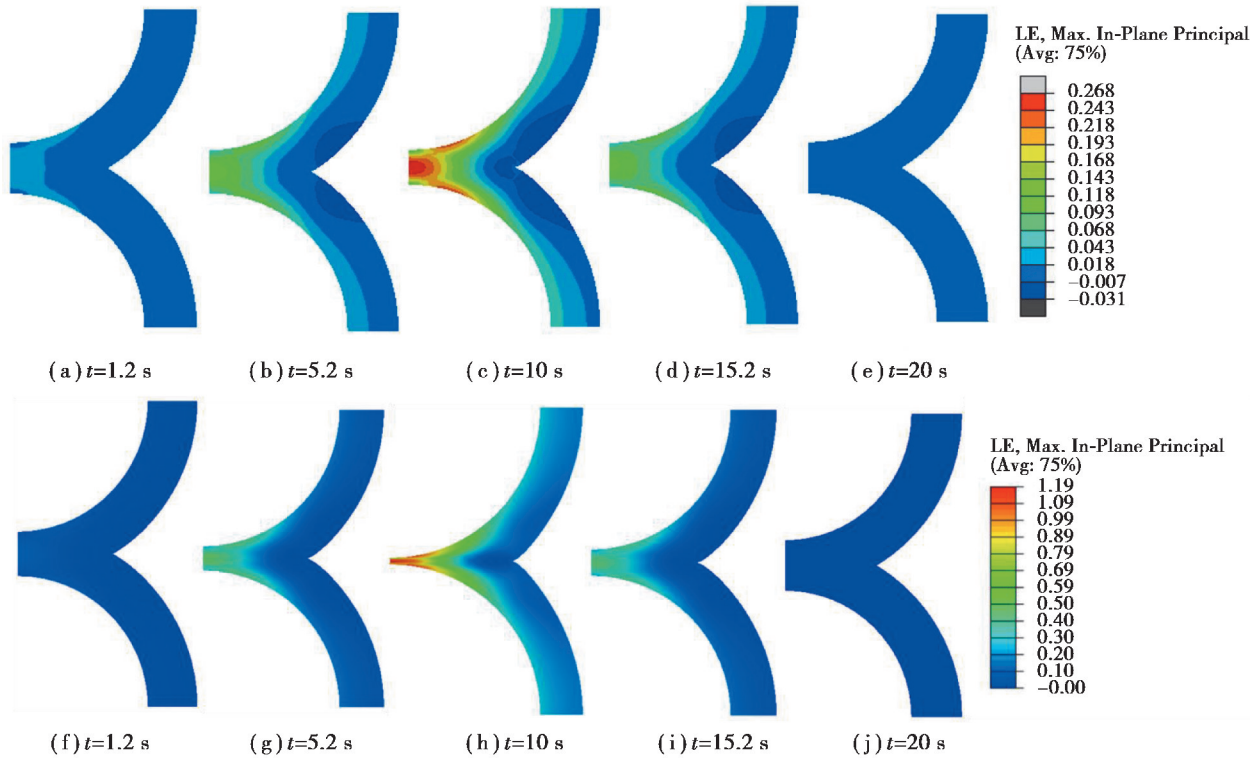 LE, Max. In-Plane Principal
(Avg: 75%)
0.268
0.243
0.218
0.193
0.168
0.143
0.118
0.093
0.068
0.043
0.018
−0.007
−0.031
(a) t=1.2 s
(b) t=5.2 s
(c) t=10 s
(d) t=15.2 s
(e) t=20 s
LE, Max. In-Plane Principal
(Avg: 75%)
1.19
1.09
0.99
0.89
0.79
0.69
0.59
0.50
0.40
0.30
0.20
0.10
−0.00
(f) t=1.2 s
(g) t=5.2 s
(h) t=10 s
(i) t=15.2 s
(j) t=20 s